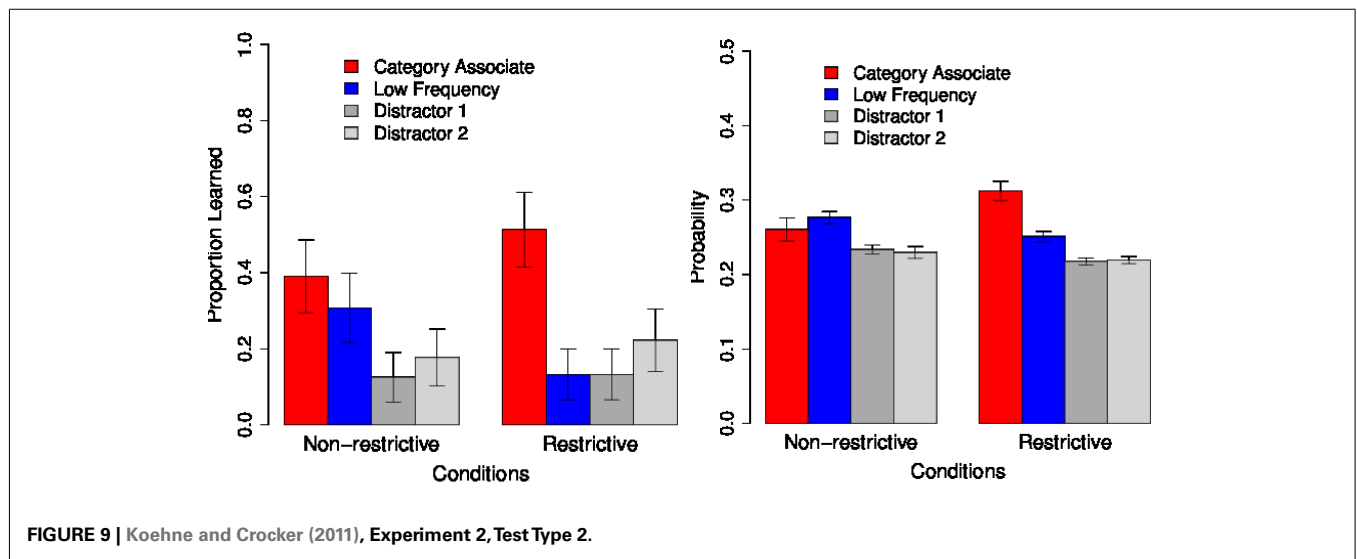 1.0
0.8
0.6
0.4
0.2
0.0
Proportion Learned
Category Associate
Low Frequency
Distractor 1
Distractor 2
Non-restrictive
Restrictive
Conditions
0.5
0.4
0.3
0.2
0.1
0.0
Probability
Category Associate
Low Frequency
Distractor 1
Distractor 2
Non-restrictive
Restrictive
Conditions
FIGURE 9 | Koehne and Crocker (2011), Experiment 2, Test Type 2.